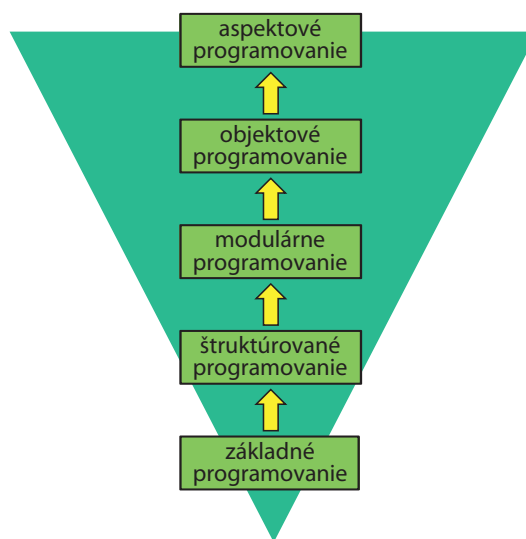 aspektové
programovanie
objektové
programovanie
modulárne
programovanie
štruktúrované
programovanie
základné
programovanie